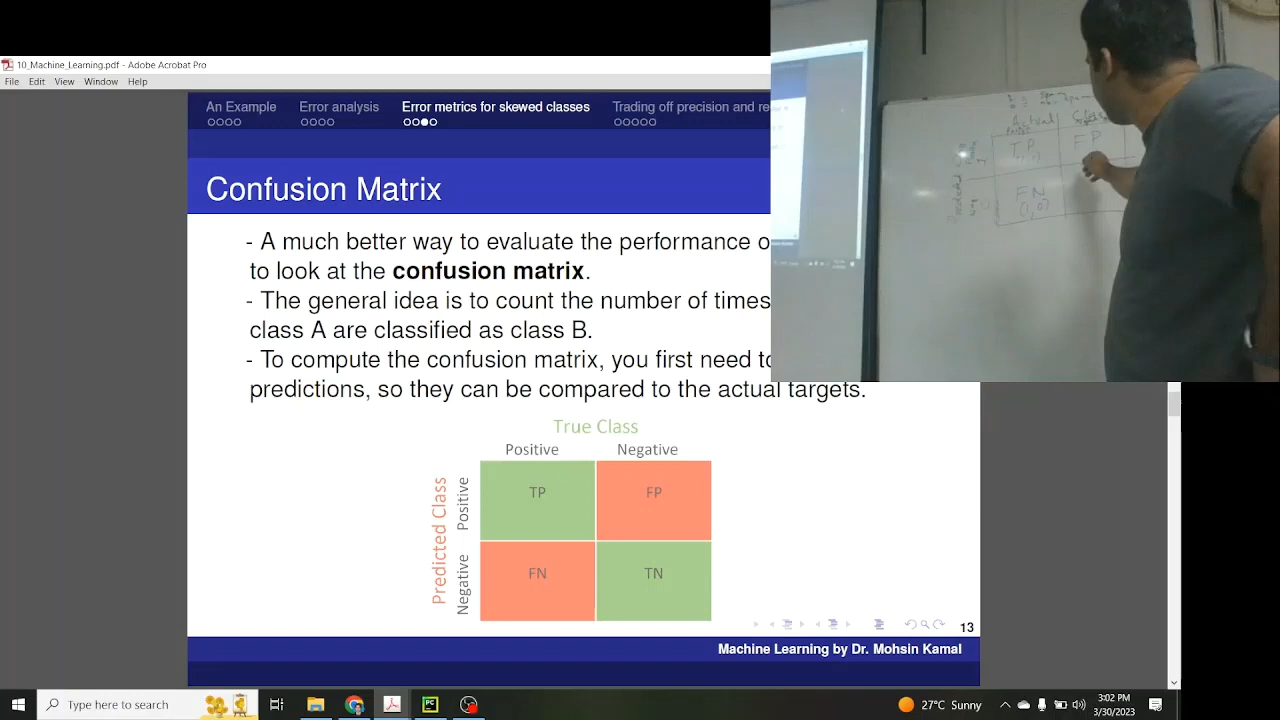 10_Machine_Learning.pdf - Adobe Acrobat Pro
File Edit View Window Help
An Example Error analysis Error metrics for skewed classes Trading off precision and re
Confusion Matrix
- A much better way to evaluate the performance o
to look at the confusion matrix.
- The general idea is to count the number of times
class A are classified as class B.
- To compute the confusion matrix, you first need to
predictions, so they can be compared to the actual targets.
True Class
Positive Negative
Predicted Class
Positive
TP FP
Negative
FN TN
13
Machine Learning by Dr. Mohsin Kamal
Actual Class
TP FP
FN
(1, 0)
Type here to search
PC
27°C Sunny
3:02 PM
3/30/2023